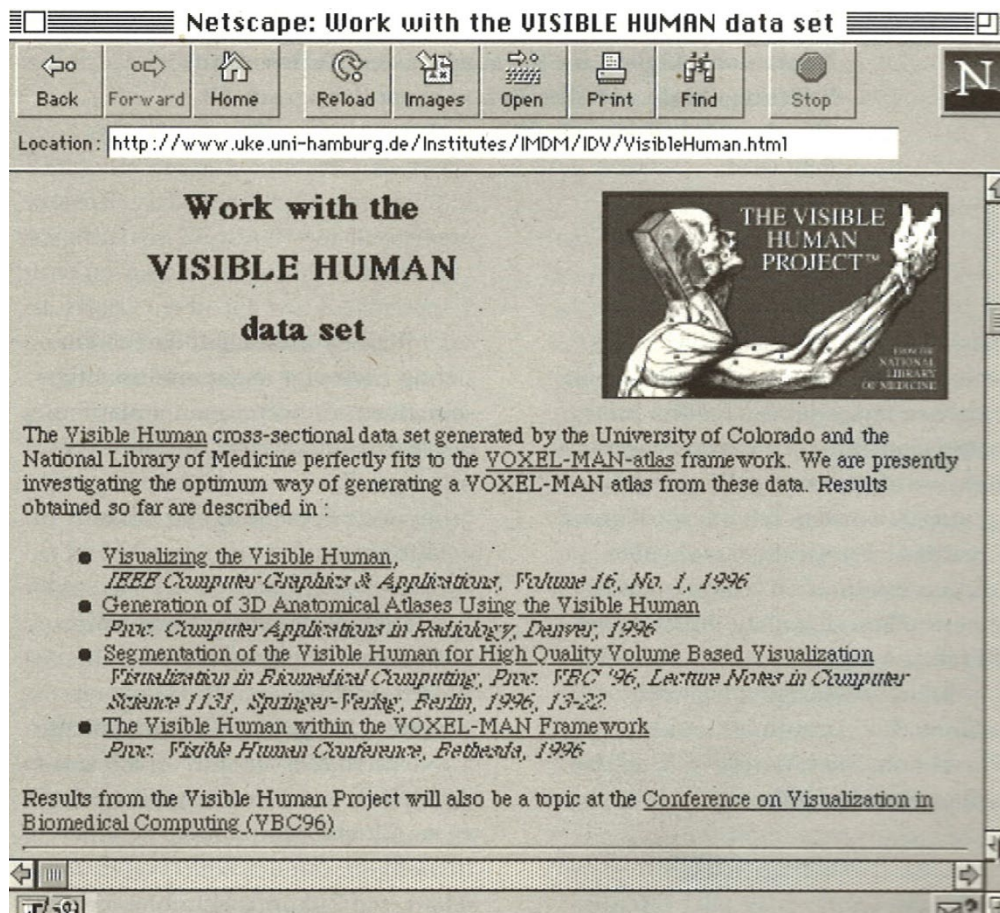 Netscape: Work with the VISIBLE HUMAN data set
Back Forward Home Reload Images Open Print Find Stop
N
Location: http://www.uke.uni-hamburg.de/Institutes/IMDM/IDV/VisibleHuman.html
Work with the
VISIBLE HUMAN
data set
THE VISIBLE
HUMAN
PROJECT™
FROM THE
NATIONAL
LIBRARY
OF MEDICINE
The Visible Human cross-sectional data set generated by the University of Colorado and the
National Library of Medicine perfectly fits to the VOXEL-MAN-atlas framework. We are presently
investigating the optimum way of generating a VOXEL-MAN atlas from these data. Results
obtained so far are described in :
● Visualizing the Visible Human,
IEEE Computer Graphics & Applications, Volume 16, No. 1, 1996
● Generation of 3D Anatomical Atlases Using the Visible Human
Proc. Computer Applications in Radiology, Denver, 1996
● Segmentation of the Visible Human for High Quality Volume Based Visualization
Visualization in Biomedical Computing, Proc. VBC '96, Lecture Notes in Computer
Science 1131, Springer-Verlag, Berlin, 1996, 13-22.
● The Visible Human within the VOXEL-MAN Framework
Proc. Visible Human Conference, Bethesda, 1996
Results from the Visible Human Project will also be a topic at the Conference on Visualization in
Biomedical Computing (VBC96)